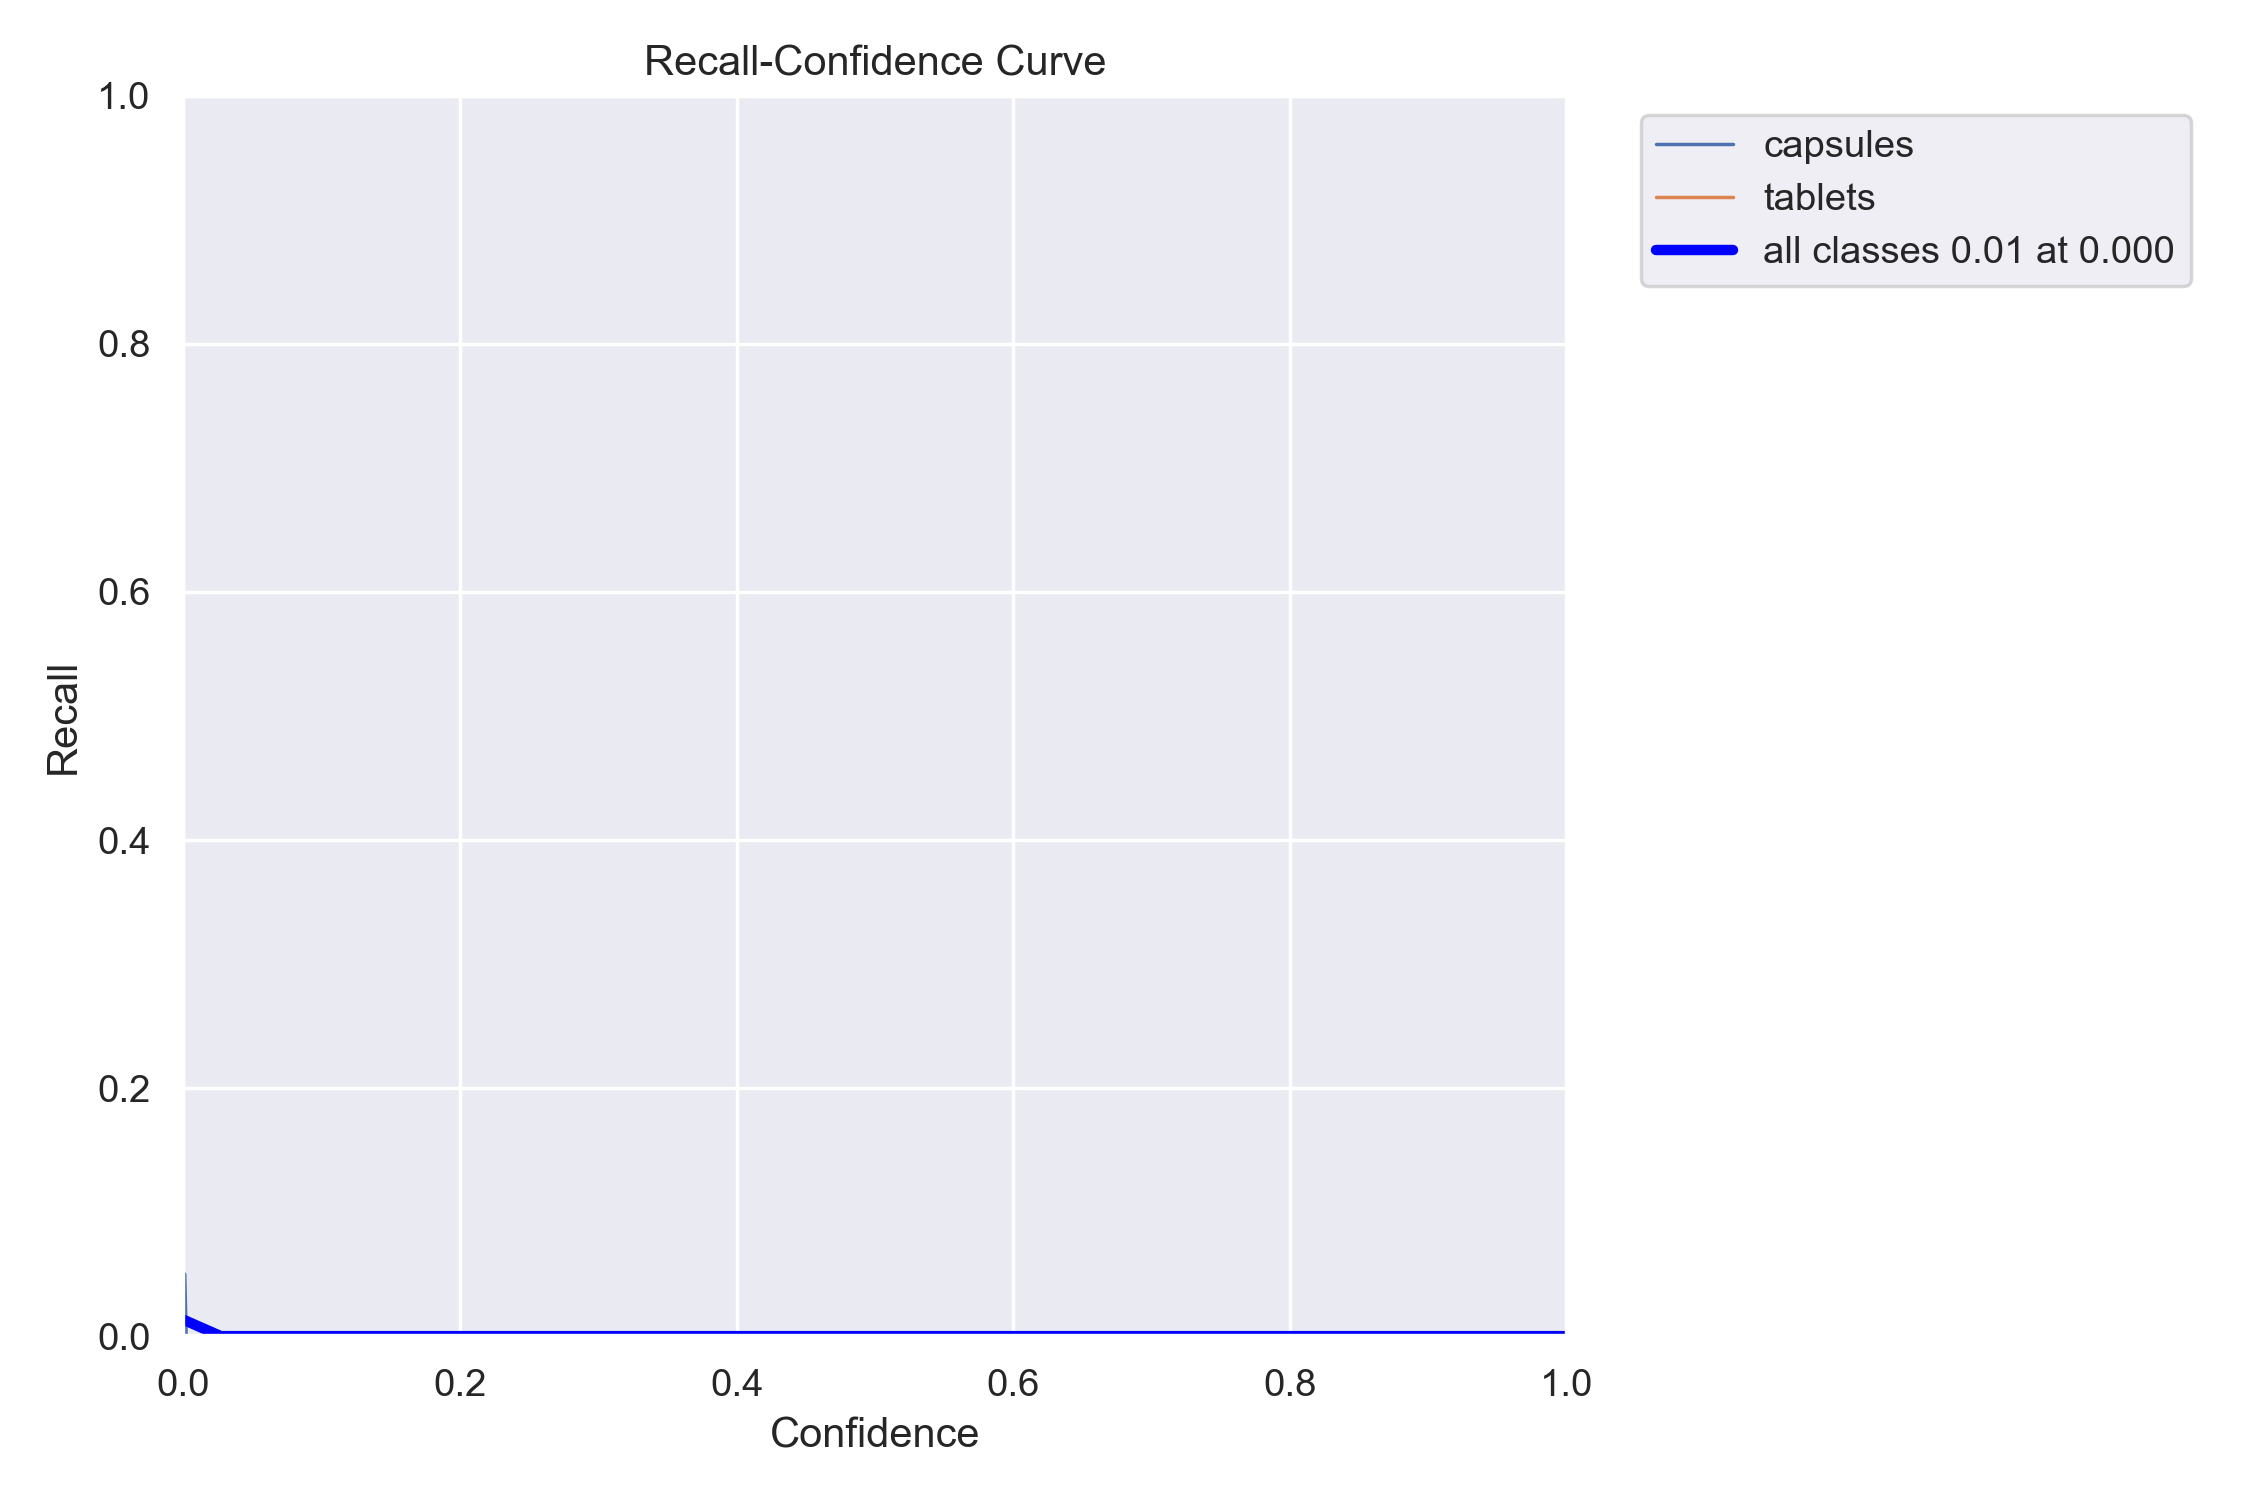 Recall-Confidence Curve
1.0
0.8
0.6
0.4
0.2
0.0
Recall
0.0 0.2 0.4 0.6 0.8 1.0
Confidence
capsules
tablets
all classes 0.01 at 0.000